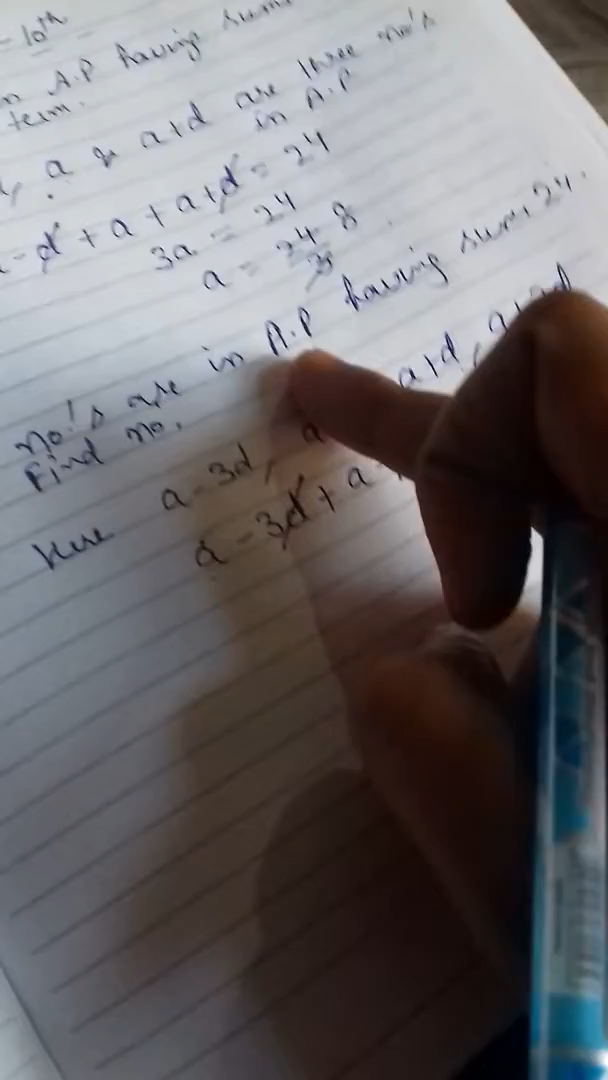 10th
A.P having sum
term.
a & a+d are three no's
in A.P
- d + a + a + d = 24
3a = 24
a = 24 8
3
no's are in A.P having sum 24.
Find no.
Here a - 3d, a a+d, a+3d
a - 3d + a